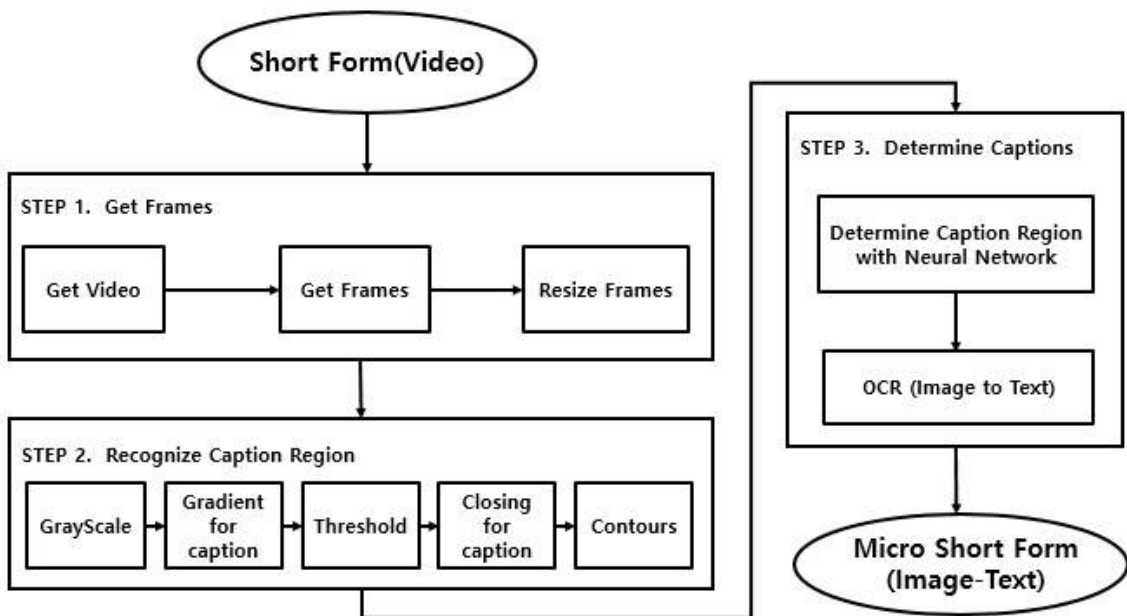 Short Form(Video)
STEP 1.  Get Frames
Get Video
Get Frames
Resize Frames
STEP 2.  Recognize Caption Region
GrayScale
Gradient
for
caption
Threshold
Closing
for
caption
Contours
STEP 3.  Determine Captions
Determine Caption Region
with Neural Network
OCR (Image to Text)
Micro Short Form
(Image-Text)